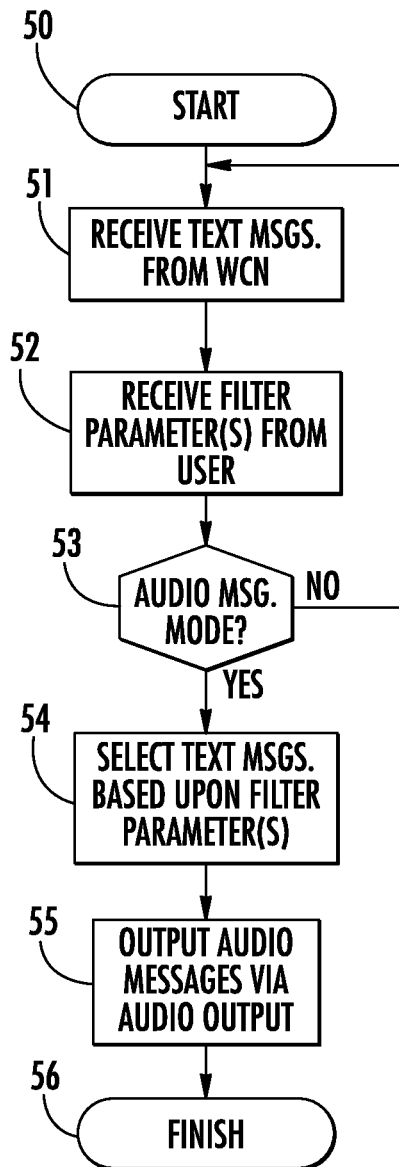 50
START
51
RECEIVE TEXT MSGS.
FROM WCN
52
RECEIVE FILTER
PARAMETER(S) FROM
USER
53
AUDIO MSG.
MODE?
NO
YES
54
SELECT TEXT MSGS.
BASED UPON FILTER
PARAMETER(S)
55
OUTPUT AUDIO
MESSAGES VIA
AUDIO OUTPUT
56
FINISH